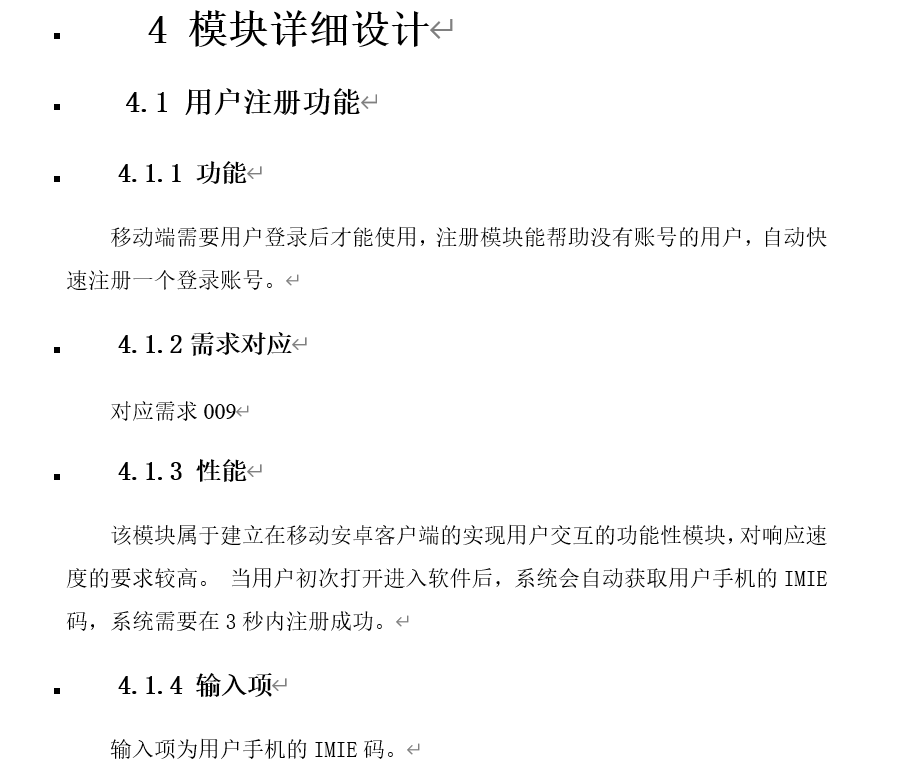 4 模块详细设计
4.1 用户注册功能
4.1.1 功能
移动端需要用户登录后才能使用，注册模块能帮助没有账号的用户，自动快
速注册一个登录账号。
4.1.2 需求对应
对应需求 009
4.1.3 性能
该模块属于建立在移动安卓客户端的实现用户交互的功能性模块，对响应速
度的要求较高。 当用户初次打开进入软件后，系统会自动获取用户手机的 IMIE
码，系统需要在 3 秒内注册成功。
4.1.4 输入项
输入项为用户手机的 IMIE 码。